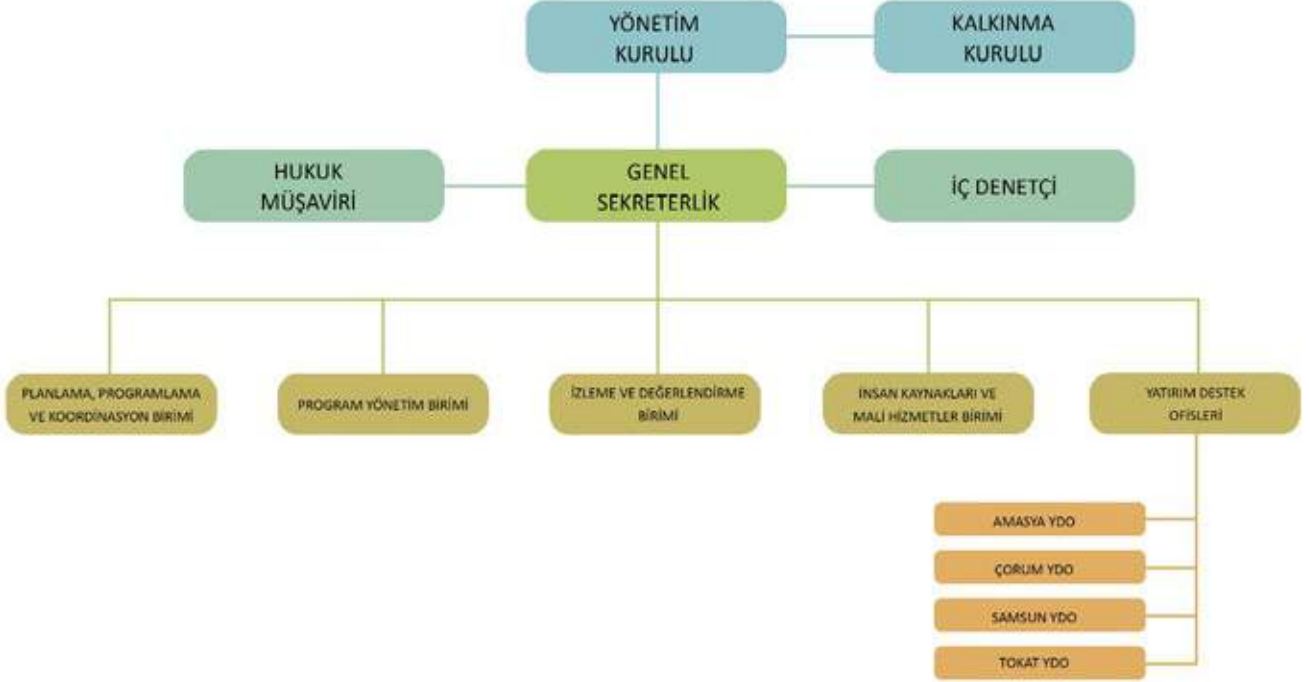 YÖNETİM
KURULU
KALKINMA
KURULU
HUKUK
MÜŞAVİRİ
GENEL
SEKRETERLİK
İÇ DENETÇİ
PLANLAMA, PROGRAMLAMA
VE KOORDİNASYON BİRİMİ
PROGRAM YÖNETİM BİRİMİ
İZLEME VE DEĞERLENDİRME
BİRİMİ
İNSAN KAYNAKLARI VE
MALİ HİZMETLER BİRİMİ
YATIRIM DESTEK
OFİSLERİ
AMASYA YDO
ÇORUM YDO
SAMSUN YDO
TOKAT YDO